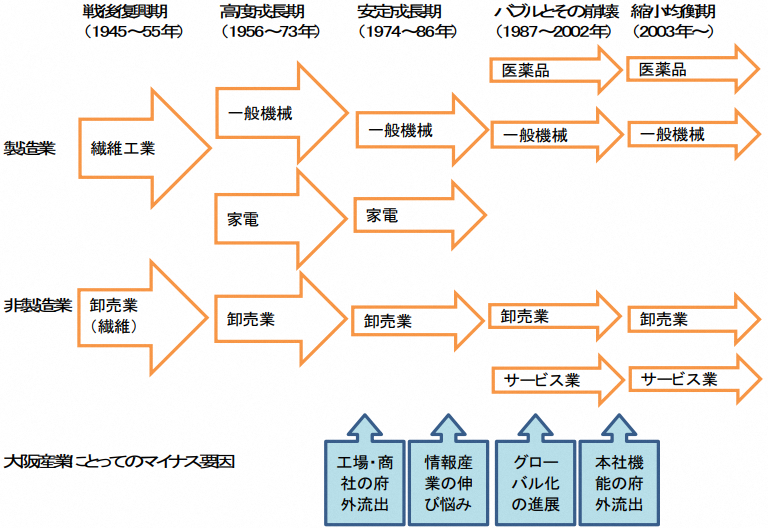 戦後復興期
（1945～55年）
高度成長期
（1956～73年）
安定成長期
（1974～86年）
バブルとその崩壊
（1987～2002年）
縮小均衡期
（2003年～）
医薬品
医薬品
製造業
繊維工業
一般機械
一般機械
一般機械
一般機械
家電
家電
非製造業
卸売業
（繊維）
卸売業
卸売業
卸売業
卸売業
サービス業
サービス業
大阪産業にとってのマイナス要因
工場・商
社の府
外流出
情報産
業の伸
び悩み
グロー
バル化
の進展
本社機
能の府
外流出